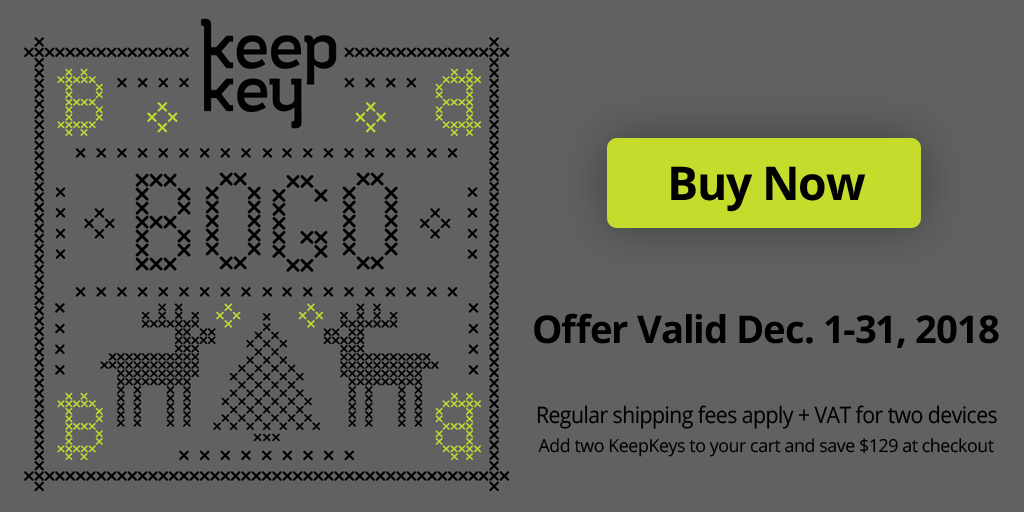 keep
key
BOGO
Buy Now
Offer Valid Dec. 1-31, 2018
Regular shipping fees apply + VAT for two devices
Add two KeepKeys to your cart and save $129 at checkout